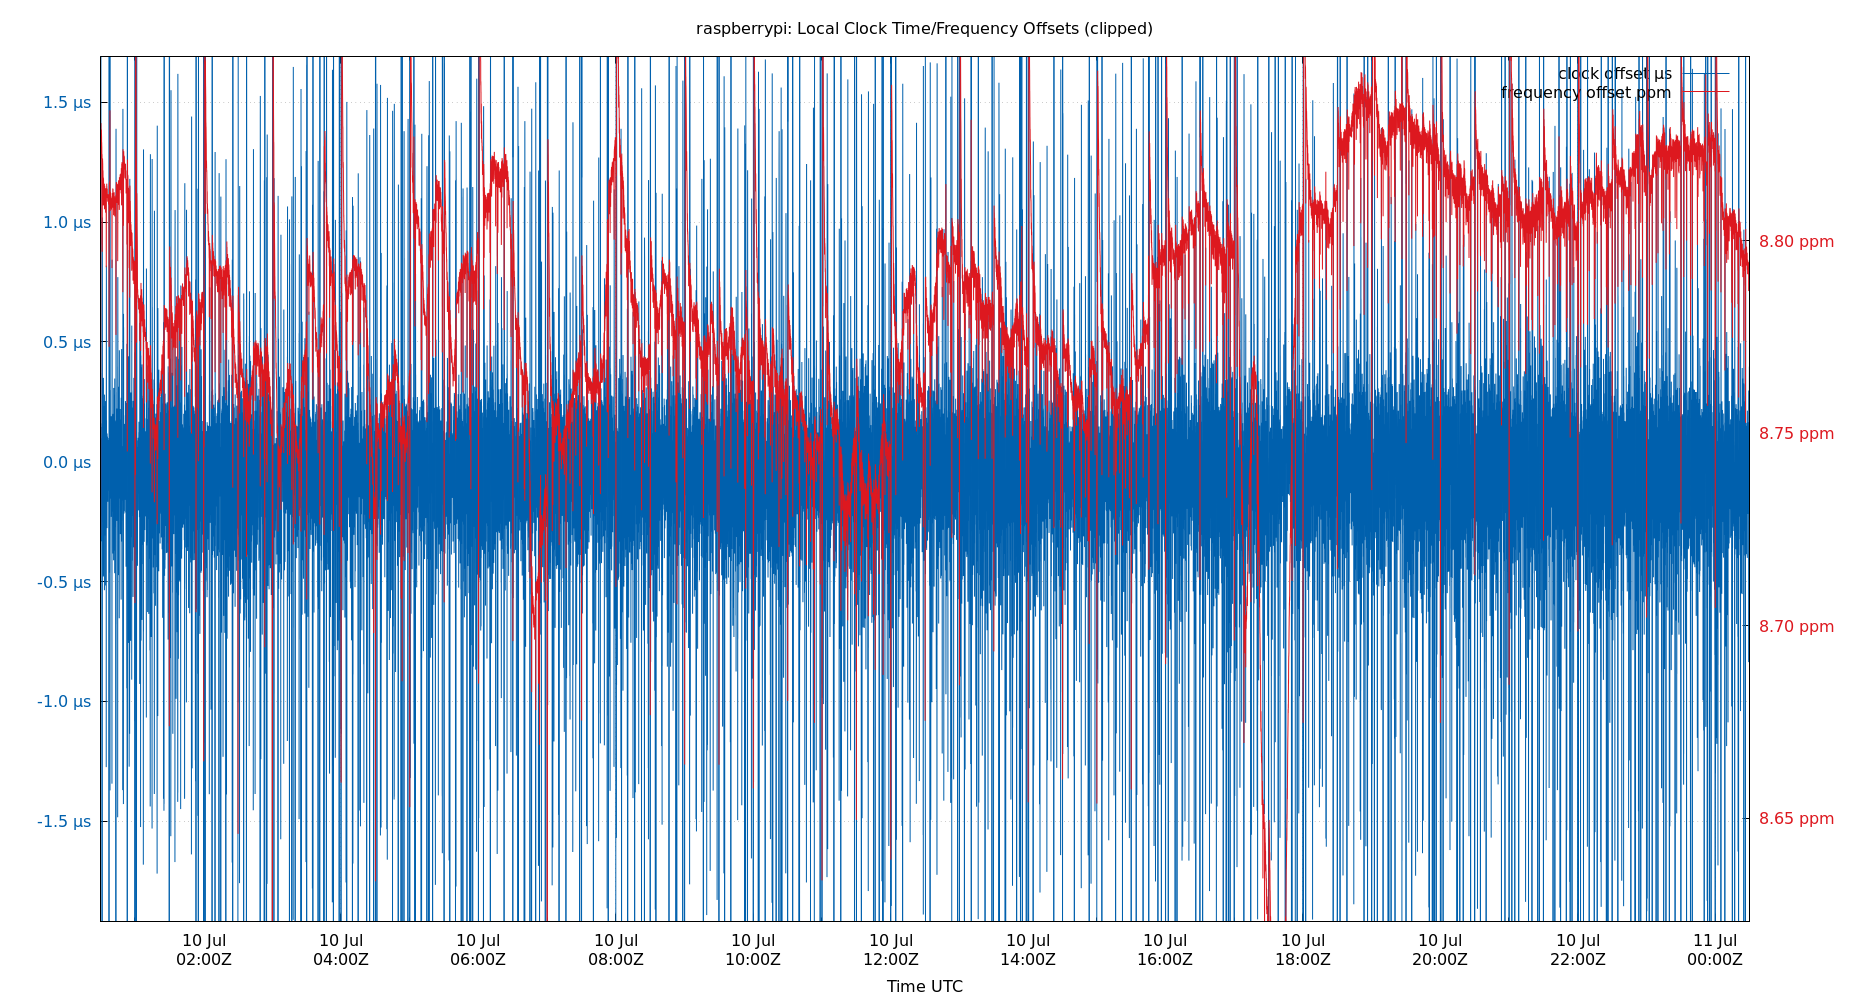 raspberrypi: Local Clock Time/Frequency Offsets (clipped)
clock offset µs
frequency offset ppm
1.5 µs
1.0 µs
0.5 µs
0.0 µs
-0.5 µs
-1.0 µs
-1.5 µs
8.80 ppm
8.75 ppm
8.70 ppm
8.65 ppm
10 Jul 10 Jul 10 Jul 10 Jul 10 Jul 10 Jul 10 Jul 10 Jul 10 Jul 10 Jul 10 Jul 11 Jul
02:00Z 04:00Z 06:00Z 08:00Z 10:00Z 12:00Z 14:00Z 16:00Z 18:00Z 20:00Z 22:00Z 00:00Z
Time UTC